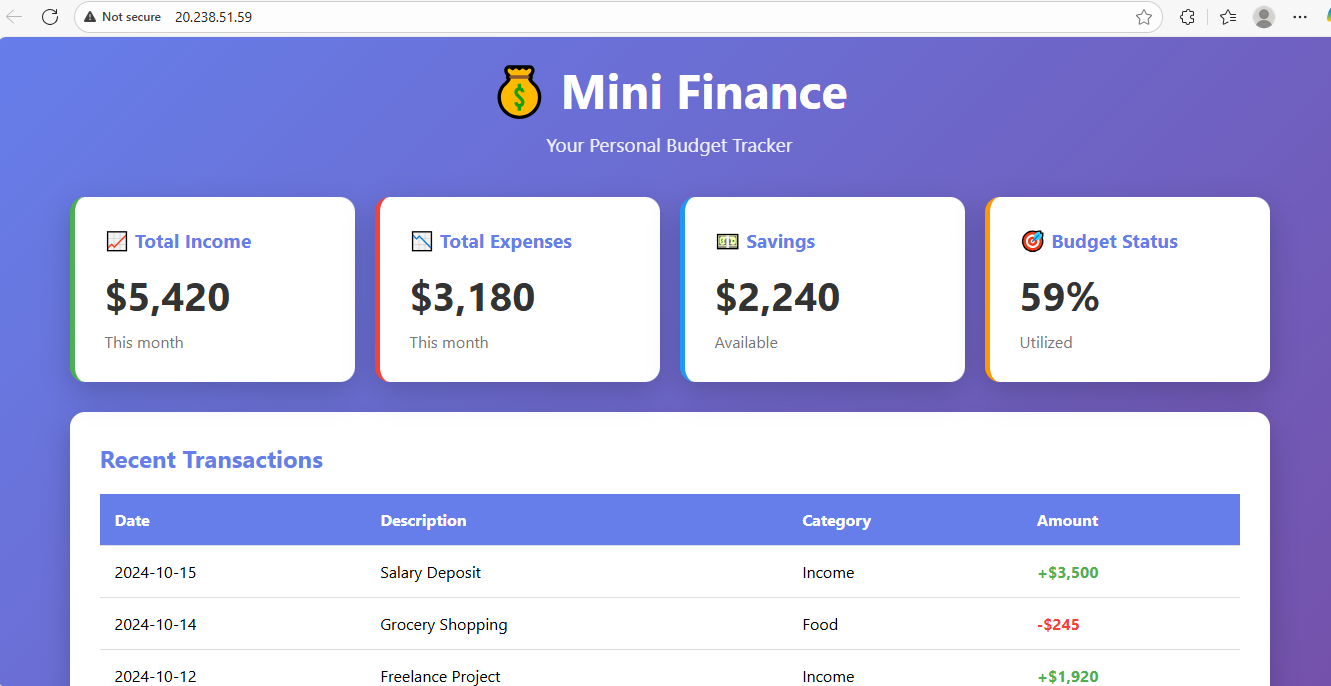 Not secure 20.238.51.59
Mini Finance
Your Personal Budget Tracker
Total Income Total Expenses Savings Budget Status
$5,420 $3,180 $2,240 59%
This month This month Available Utilized
Recent Transactions
Date Description Category Amount
2024-10-15 Salary Deposit Income +$3,500
2024-10-14 Grocery Shopping Food -$245
2024-10-12 Freelance Project Income +$1,920